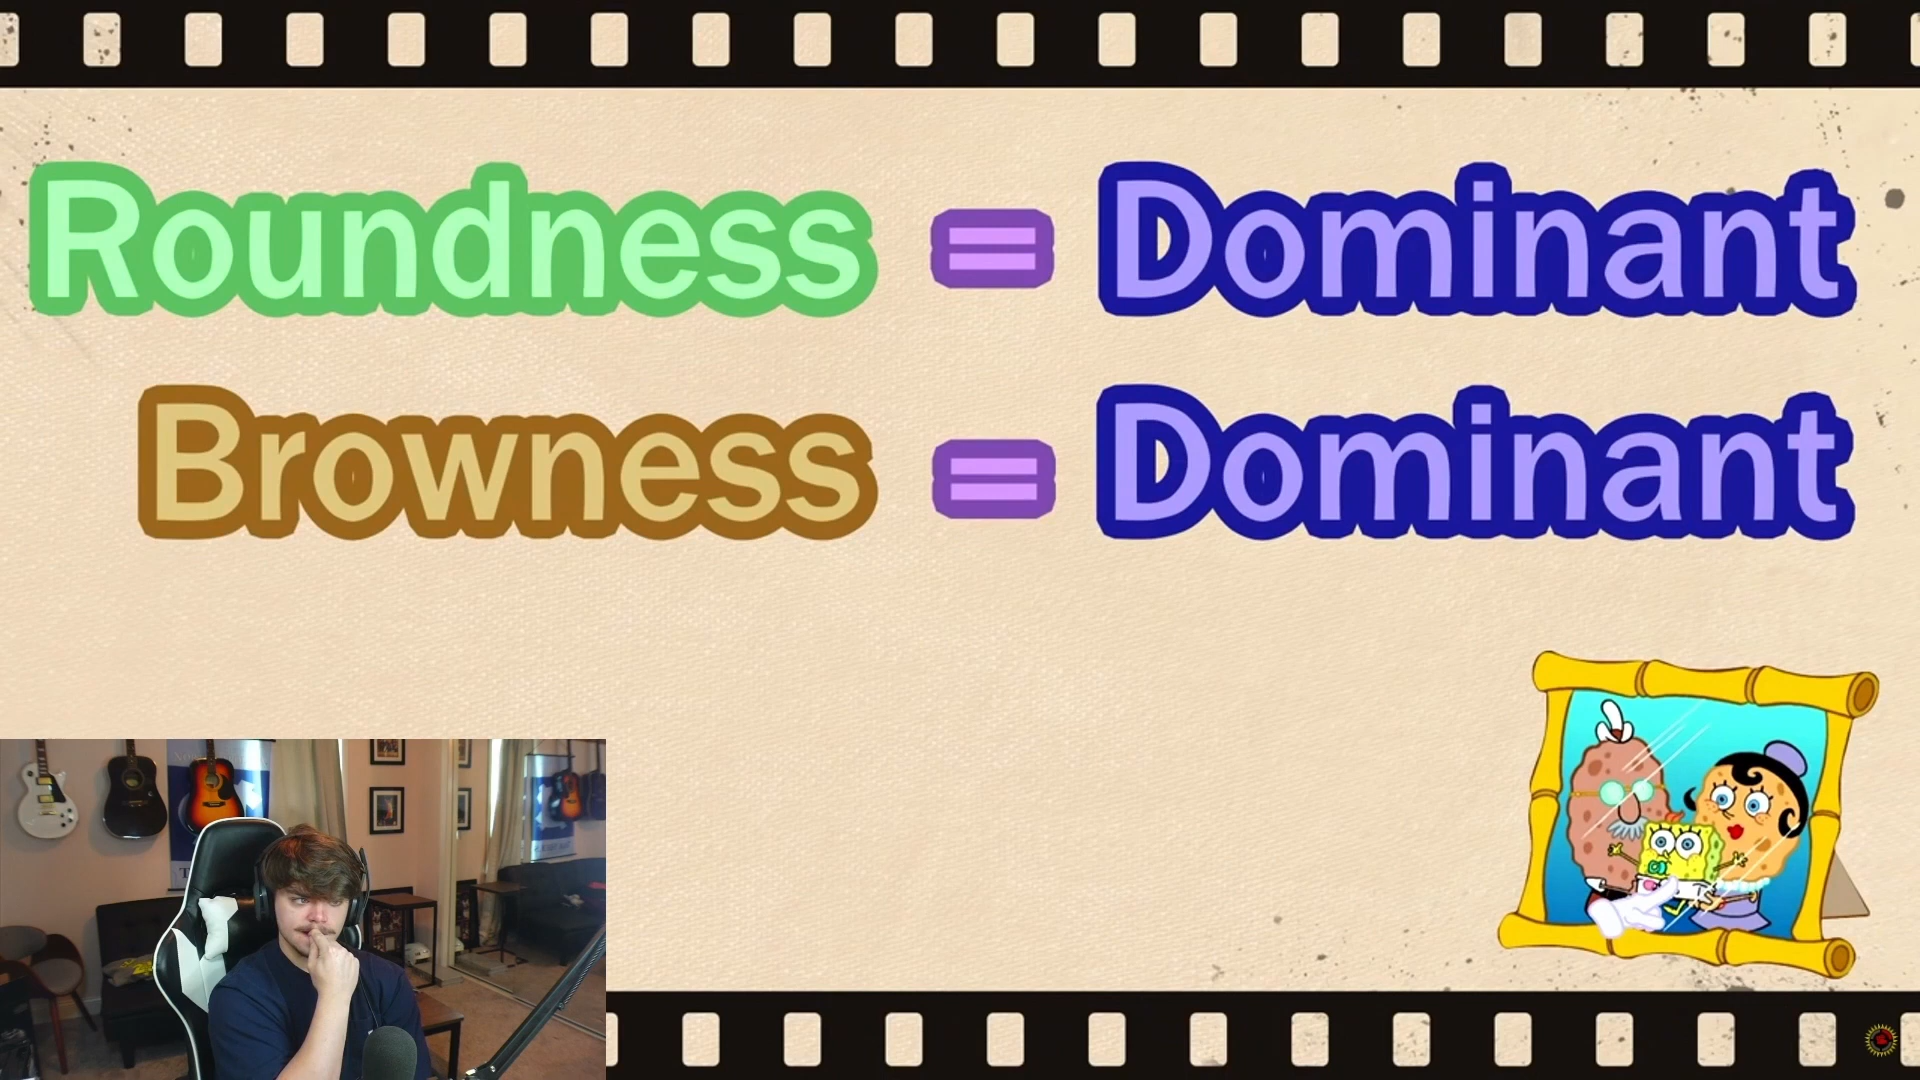 Roundness = Dominant
Browness = Dominant